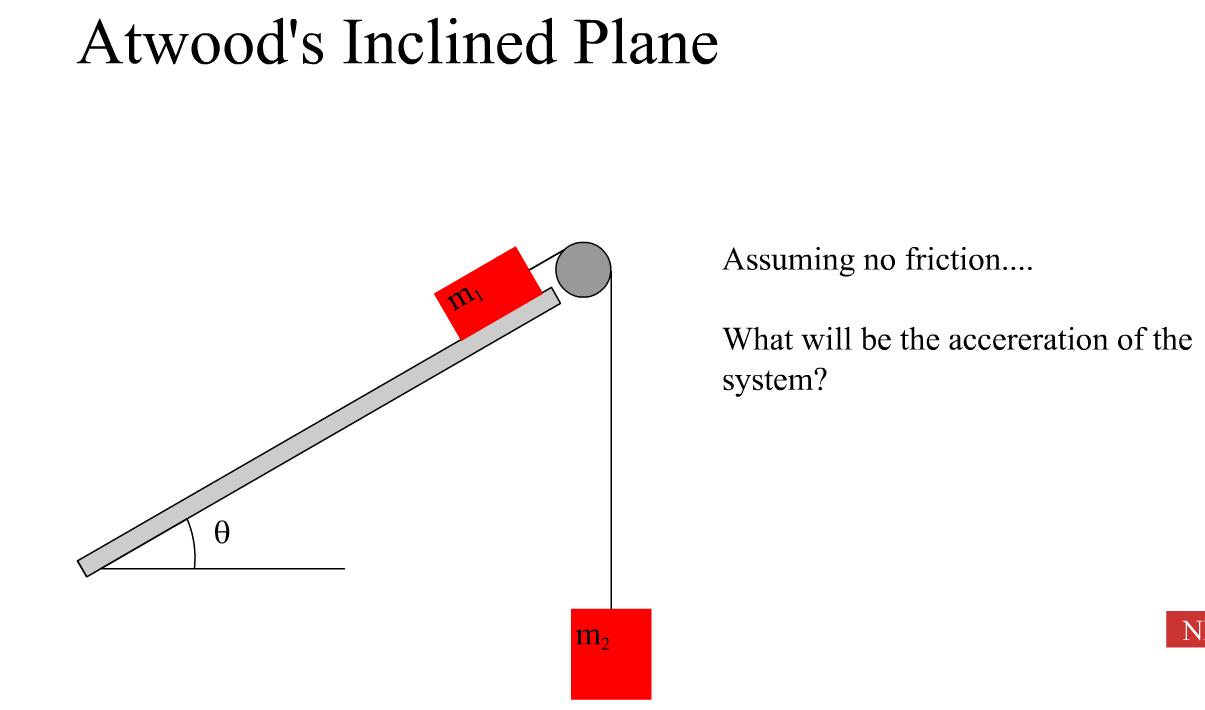 Atwood's Inclined Plane
Assuming no friction....
m₁
What will be the accereration of the
system?
θ
m₂